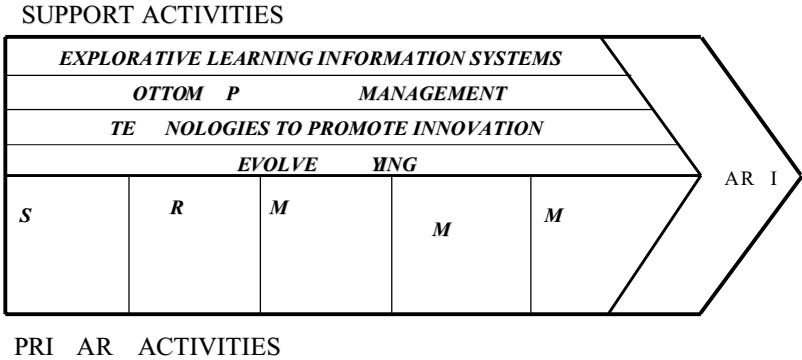 SUPPORT ACTIVITIES
EXPLORATIVE LEARNING INFORMATION SYSTEMS
OTTOM P MANAGEMENT
TE NOLOGIES TO PROMOTE INNOVATION
EVOLVE YING
AR I
S R M M M
PRI AR ACTIVITIES